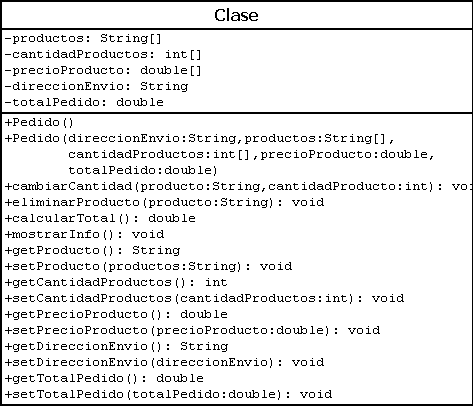 Clase
-productos: String[]
-cantidadProductos: int[]
-precioProducto: double[]
-direccionEnvio: String
-totalPedido: double
+Pedido()
+Pedido(direccionEnvio:String,productos:String[],
cantidadProductos:int[],precioProducto:double,
totalPedido:double)
+cambiarCantidad(producto:String,cantidadProducto:int): voi
+eliminarProducto(producto:String): void
+calcularTotal(): double
+mostrarInfo(): void
+getProducto(): String
+setProducto(productos:String): void
+getCantidadProductos(): int
+setCantidadProductos(cantidadProductos:int): void
+getPrecioProducto(): double
+setPrecioProducto(precioProducto:double): void
+getDireccionEnvio(): String
+setDireccionEnvio(direccionEnvio): void
+getTotalPedido(): double
+setTotalPedido(totalPedido:double): void